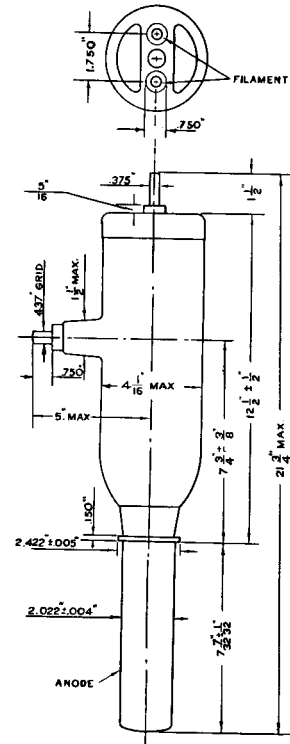 1.750"
FILAMENT
.750"
.375"
5"
16
1 1/2"
.437" GRID
1 1/2" MAX.
.750"
4 1/16" MAX
5" MAX
7 3/4" ± 3/8"
12 1/2" ± 1/2"
21 3/4" MAX.
.150"
2.422" ±.005"
2.022" ±.004"
7 7/32" ± 1/32"
ANODE